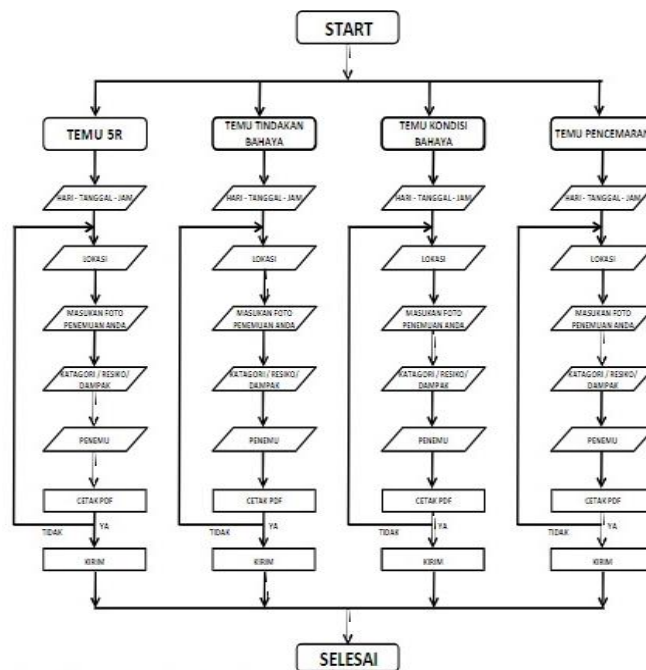 START
TEMU 5R
HARI - TANGGAL - JAM
LOKASI
MASUKAN FOTO
PENEMUAN ANDA
KATAGORI / RESIKO/
DAMPAK
PENEMU
CETAK PDF
TIDAK
YA
KIRIM
TEMU TINDAKAN
BAHAYA
HARI - TANGGAL - JAM
LOKASI
MASUKAN FOTO
PENEMUAN ANDA
KATAGORI / RESIKO/
DAMPAK
PENEMU
CETAK PDF
TIDAK
YA
KIRIM
TEMU KONDISI
BAHAYA
HARI - TANGGAL - JAM
LOKASI
MASUKAN FOTO
PENEMUAN ANDA
KATAGORI / RESIKO/
DAMPAK
PENEMU
CETAK PDF
TIDAK
YA
KIRIM
TEMU PENCEMARAN
HARI - TANGGAL - JAM
LOKASI
MASUKAN FOTO
PENEMUAN ANDA
KATAGORI / RESIKO/
DAMPAK
PENEMU
CETAK PDF
TIDAK
YA
KIRIM
SELESAI